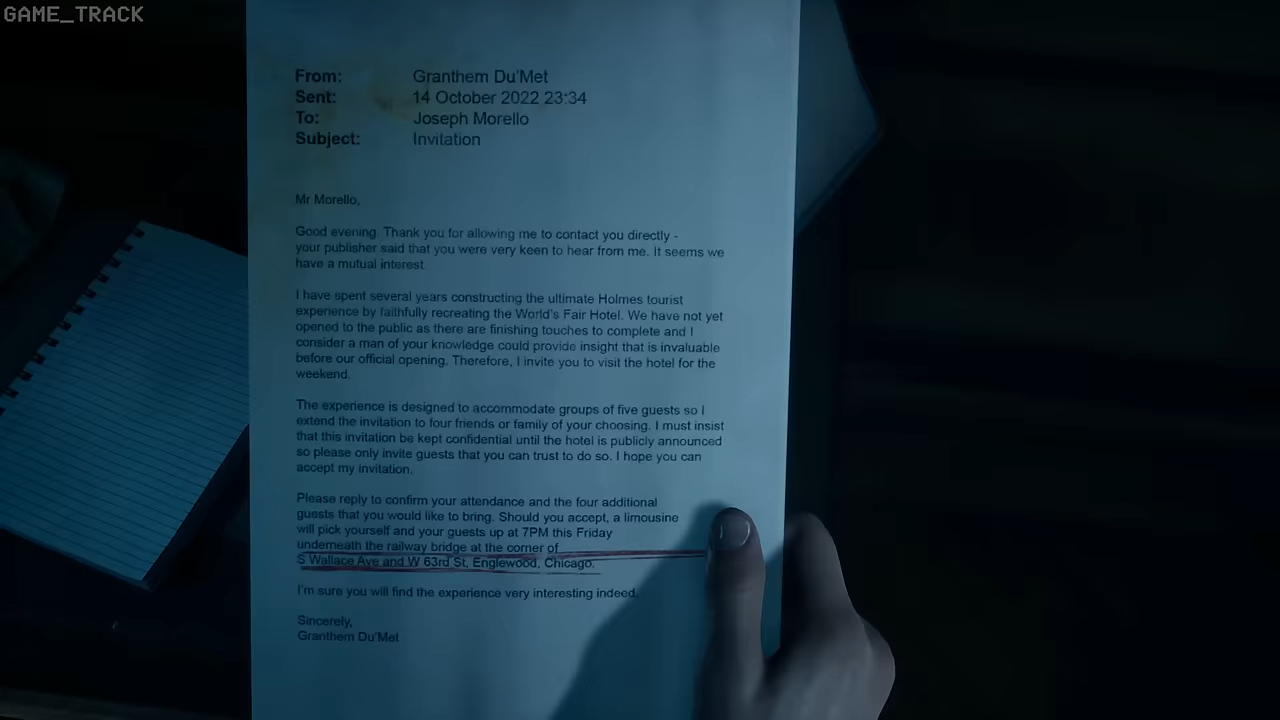 GAME_TRACK
From: Granthem Du'Met
Sent: 14 October 2022 23:34
To: Joseph Morello
Subject: Invitation
Mr Morello,
Good evening. Thank you for allowing me to contact you directly -
your publisher said that you were very keen to hear from me. It seems we
have a mutual interest.
I have spent several years constructing the ultimate Holmes tourist
experience by faithfully recreating the World's Fair Hotel. We have not yet
opened to the public as there are finishing touches to complete and I
consider a man of your knowledge could provide insight that is invaluable
before our official opening. Therefore, I invite you to visit the hotel for the
weekend.
The experience is designed to accommodate groups of five guests so I
extend the invitation to four friends or family of your choosing. I must insist
that this invitation be kept confidential until the hotel is publicly announced
so please only invite guests that you can trust to do so. I hope you can
accept my invitation.
Please reply to confirm your attendance and the four additional
guests that you would like to bring. Should you accept, a limousine
will pick yourself and your guests up at 7PM this Friday
underneath the railway bridge at the corner of
S Wallace Ave and W 63rd St, Englewood, Chicago.
I'm sure you will find the experience very interesting indeed.
Sincerely,
Granthem Du'Met